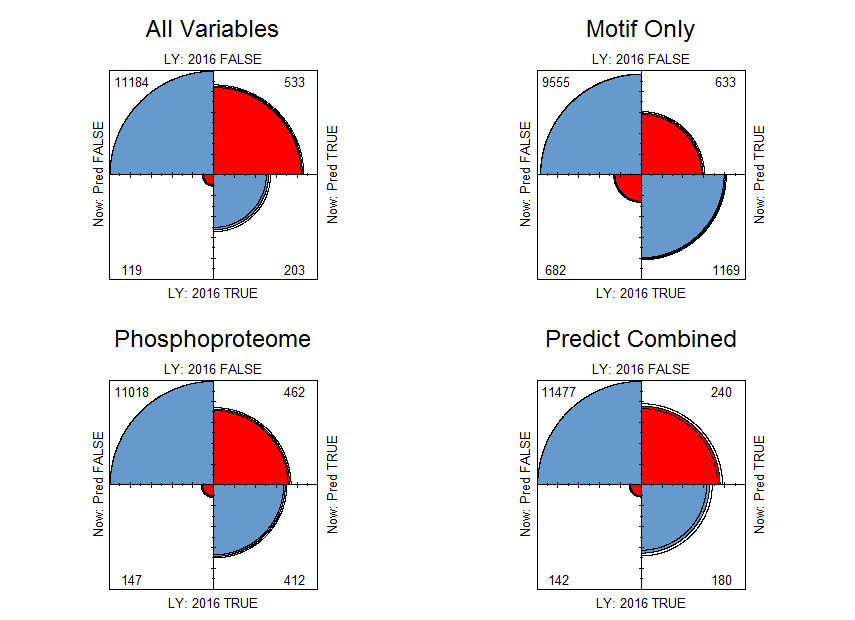 All Variables
LY: 2016 FALSE
11184
533
Now: Pred FALSE
Now: Pred TRUE
119
203
LY: 2016 TRUE
Motif Only
LY: 2016 FALSE
9555
633
Now: Pred FALSE
Now: Pred TRUE
682
1169
LY: 2016 TRUE
Phosphoproteome
LY: 2016 FALSE
11018
462
Now: Pred FALSE
Now: Pred TRUE
147
412
LY: 2016 TRUE
Predict Combined
LY: 2016 FALSE
11477
240
Now: Pred FALSE
Now: Pred TRUE
142
180
LY: 2016 TRUE